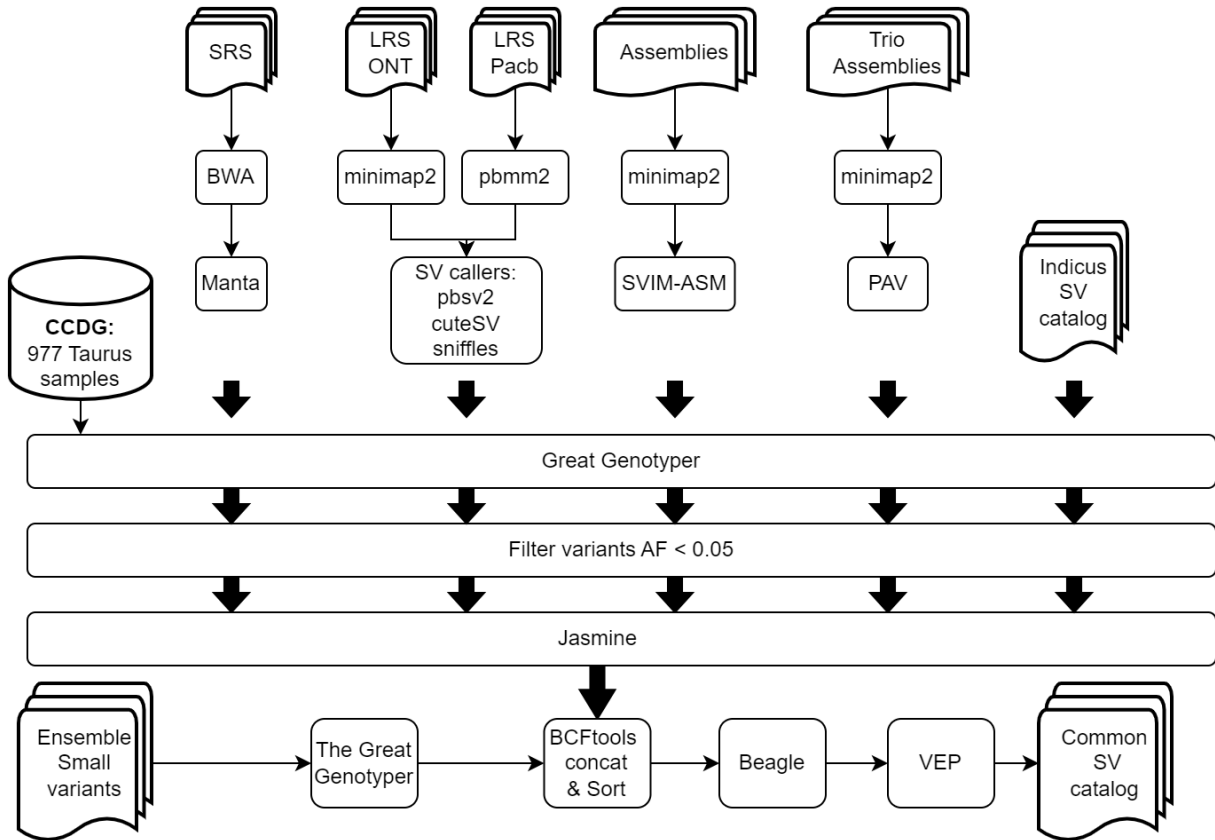 SRS
LRS
ONT
LRS
Pacb
Assemblies
Trio
Assemblies
BWA
minimap2
pbmm2
minimap2
minimap2
Manta
SV callers:
pbsv2
cuteSV
sniffles
SVIM-ASM
PAV
Indicus
SV
catalog
CCDG:
977 Taurus
samples
Great Genotyper
Filter variants AF < 0.05
Jasmine
Ensemble
Small
variants
The Great
Genotyper
BCFtools
concat
& Sort
Beagle
VEP
Common
SV
catalog